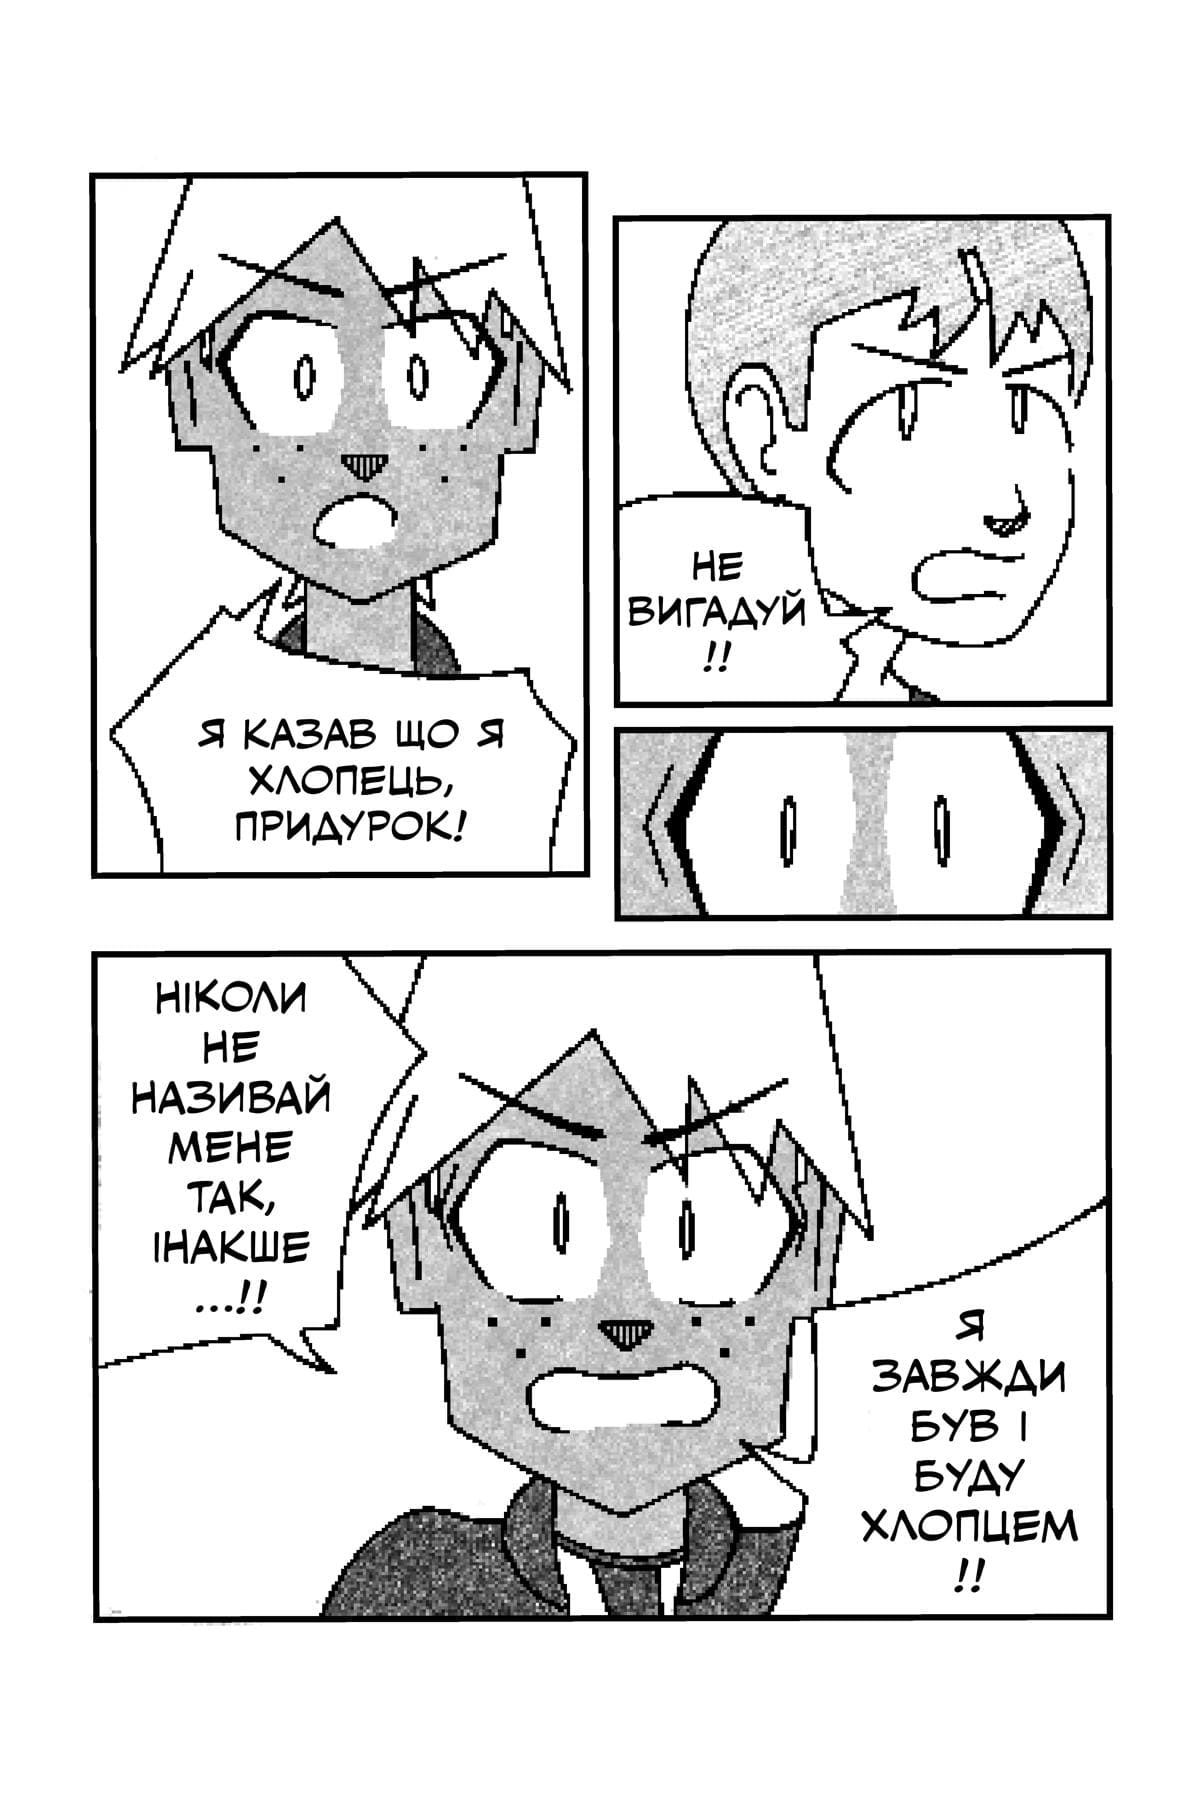 Я КАЗАВ ЩО Я
ХЛОПЕЦЬ,
ПРИДУРОК!
НЕ
ВИГАДУЙ
!!
НІКОЛИ
НЕ
НАЗИВАЙ
МЕНЕ
ТАК,
ІНАКШЕ
...!!
Я
ЗАВЖДИ
БУВ І
БУДУ
ХЛОПЦЕМ
!!